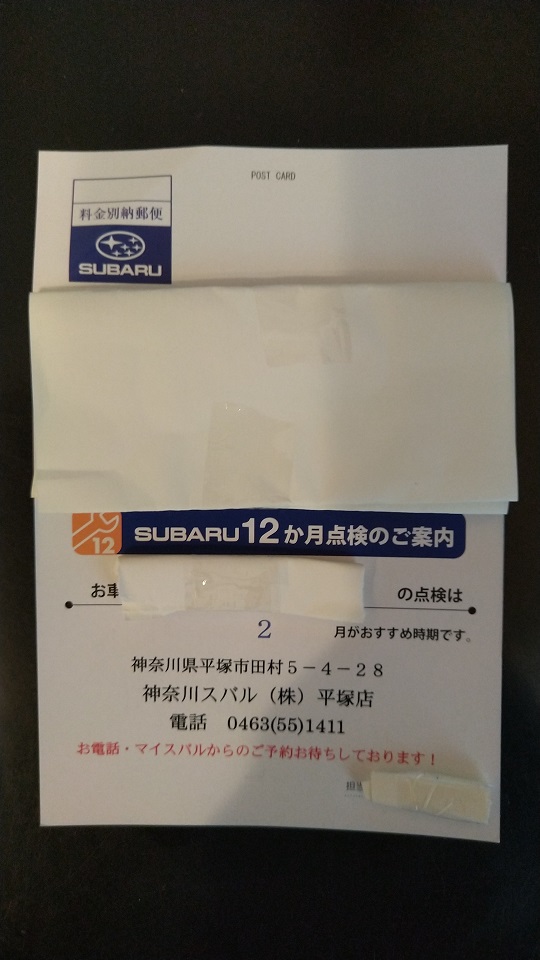 POST CARD
料金別納郵便
SUBARU
12
SUBARU 12か月点検のご案内
お車
の点検は
2
月がおすすめ時期です。
神奈川県平塚市田村5-4-28
神奈川スバル（株）平塚店
電話　0463(55)1411
お電話・マイスバルからのご予約お待ちしております！